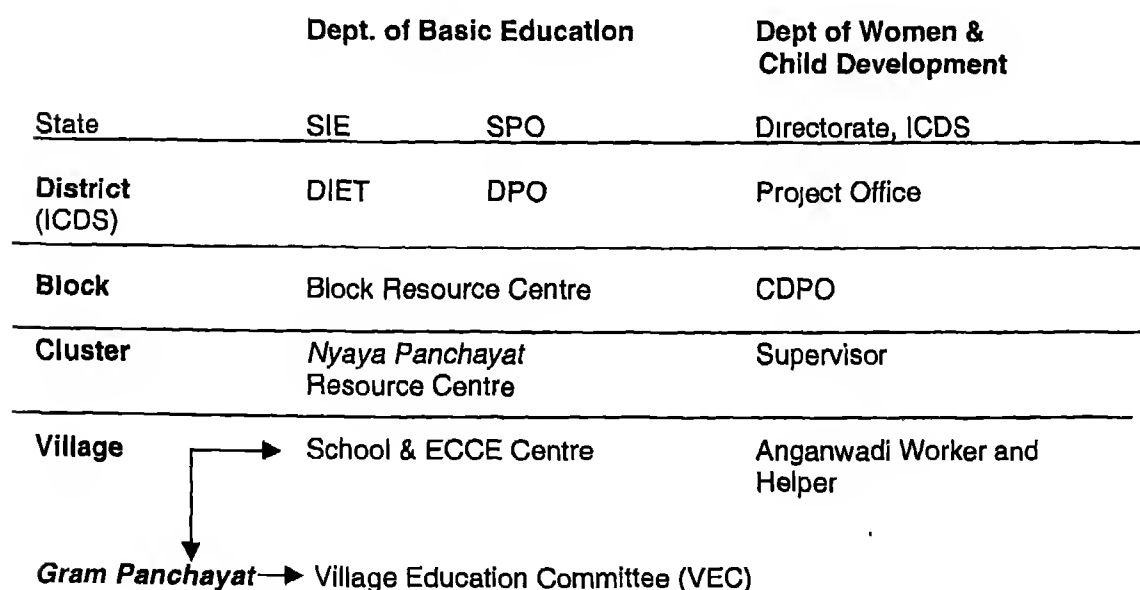 Dept. of Basic Education Dept of Women &
Child Development
State SIE SPO Directorate, ICDS
District DIET DPO Project Office
(ICDS)
Block Block Resource Centre CDPO
Cluster Nyaya Panchayat Supervisor
Resource Centre
Village School & ECCE Centre Anganwadi Worker and
Helper
Gram Panchayat Village Education Committee (VEC)